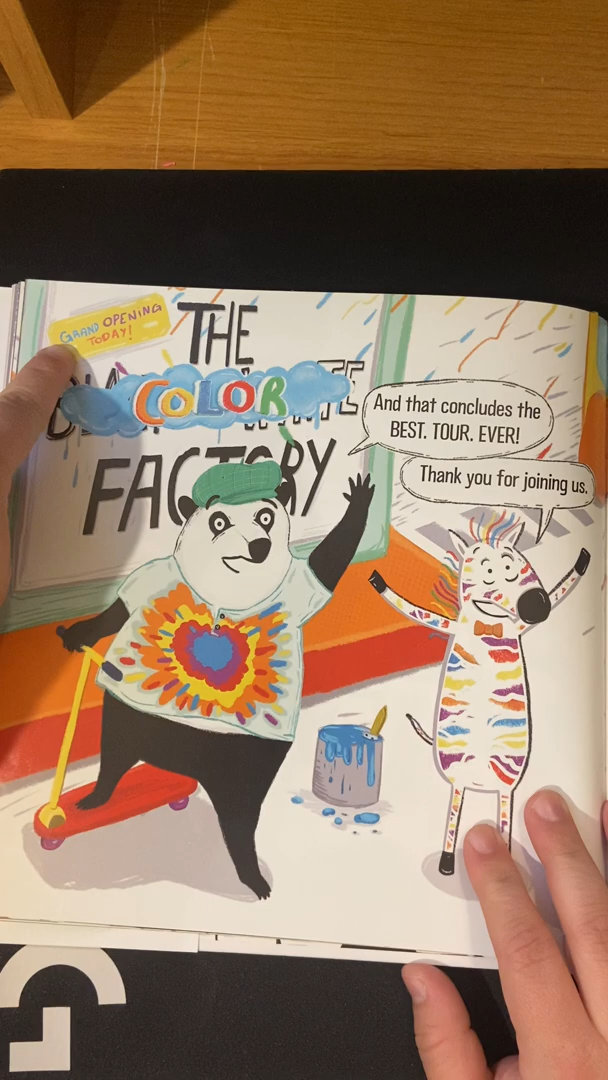 GRAND OPENING
TODAY!
THE
COLOR
FACTORY
And that concludes the
BEST. TOUR. EVER!
Thank you for joining us.